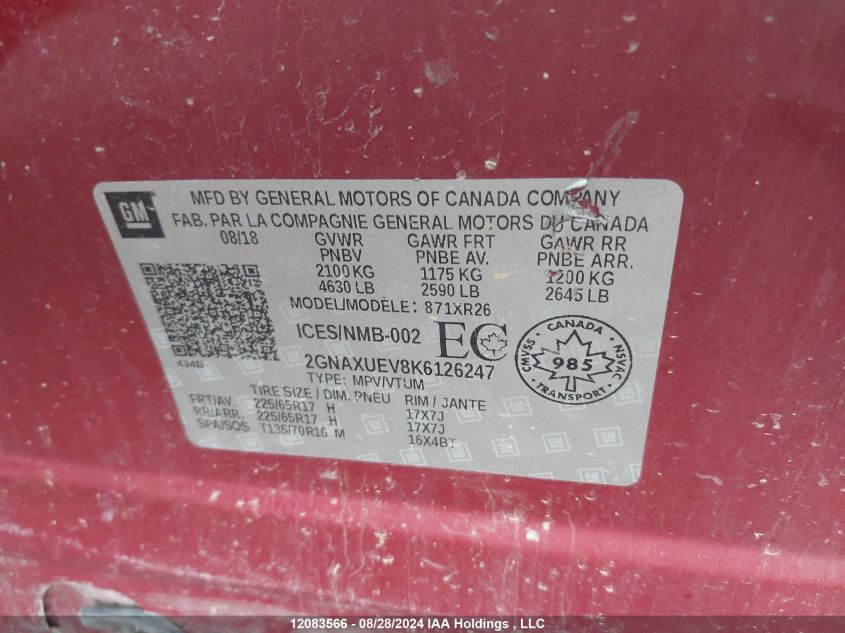 GM
MFD BY GENERAL MOTORS OF CANADA COMPANY
FAB. PAR LA COMPAGNIE GENERAL MOTORS DU CANADA
08/18 GVWR GAWR FRT GAWR RR
PNBV PNBE AV. PNBE ARR.
2100 KG 1175 KG 1200 KG
4630 LB 2590 LB 2645 LB
MODEL/MODÈLE: 871XR26
ICES/NMB-002 EC
434B
2GNAXUEV8K6126247
TYPE: MPV/VTUM
CANADA
CMVSS 985 NSVAC
TRANSPORT
TIRE SIZE / DIM. PNEU RIM / JANTE
FRT/AV. 225/65R17 H 17X7J
RR/ARR. 225/65R17 H 17X7J
SPA/SOS T135/70R16 M 16X4BT
12083566 - 08/28/2024 IAA Holdings , LLC